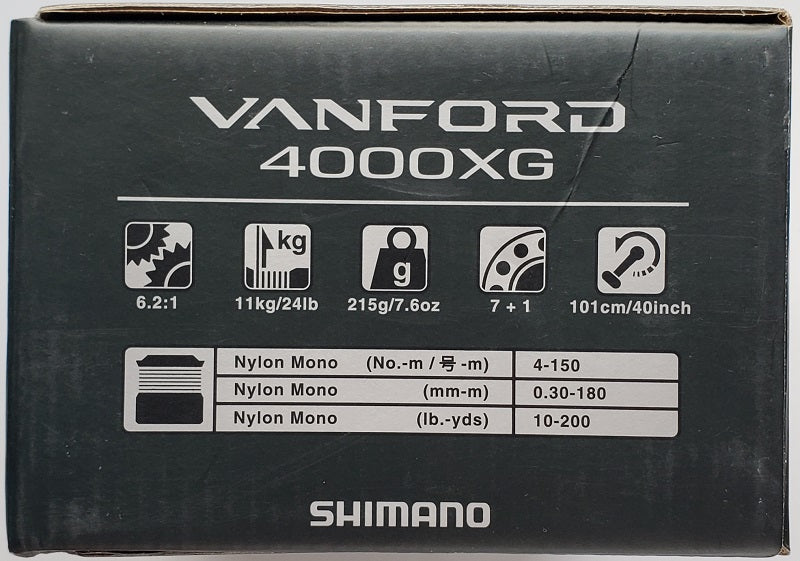 VANFORD
4000XG
kg
g
6.2:1 11kg/24lb 215g/7.6oz 7 + 1 101cm/40inch
Nylon Mono (No.-m / 号 -m) 4-150
Nylon Mono (mm-m) 0.30-180
Nylon Mono (lb.-yds) 10-200
SHIMANO